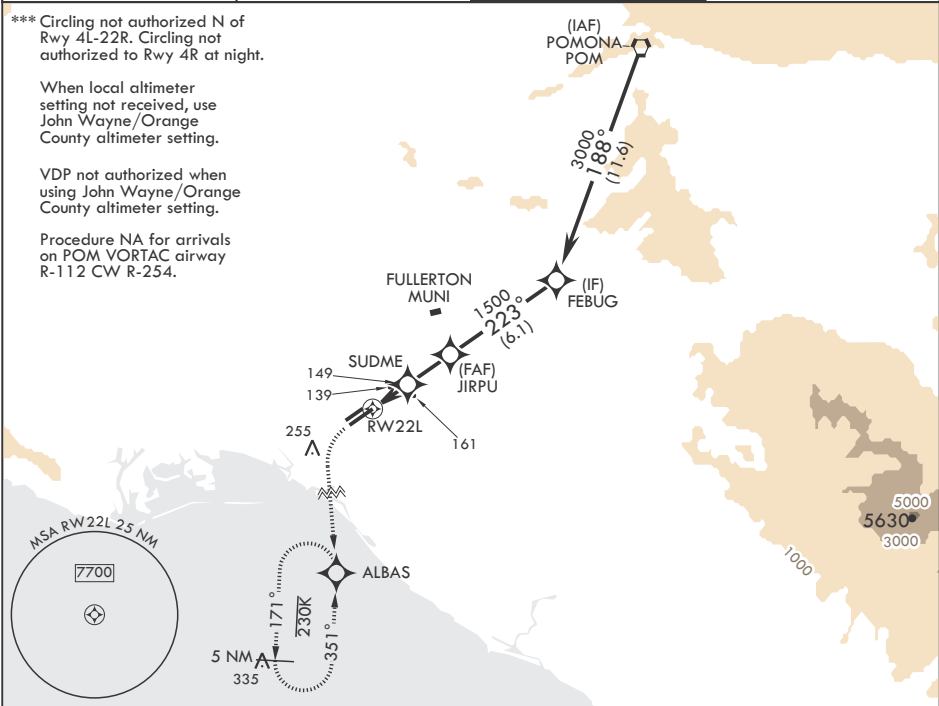 *** Circling not authorized N of
Rwy 4L-22R. Circling not
authorized to Rwy 4R at night.
When local altimeter
setting not received, use
John Wayne/Orange
County altimeter setting.
VDP not authorized when
using John Wayne/Orange
County altimeter setting.
Procedure NA for arrivals
on POM VORTAC airway
R-112 CW R-254.
(IAF)
POMONA
POM
3000
188°
(11.6)
(IF)
FEBUG
FULLERTON
MUNI
1500
223°
(6.1)
SUDME
(FAF)
JIRPU
149
139
RW22L
161
255
5000
5630
3000
1000
MSA RW22L 25 NM
7700
ALBAS
171°
230K
351°
5 NM
335